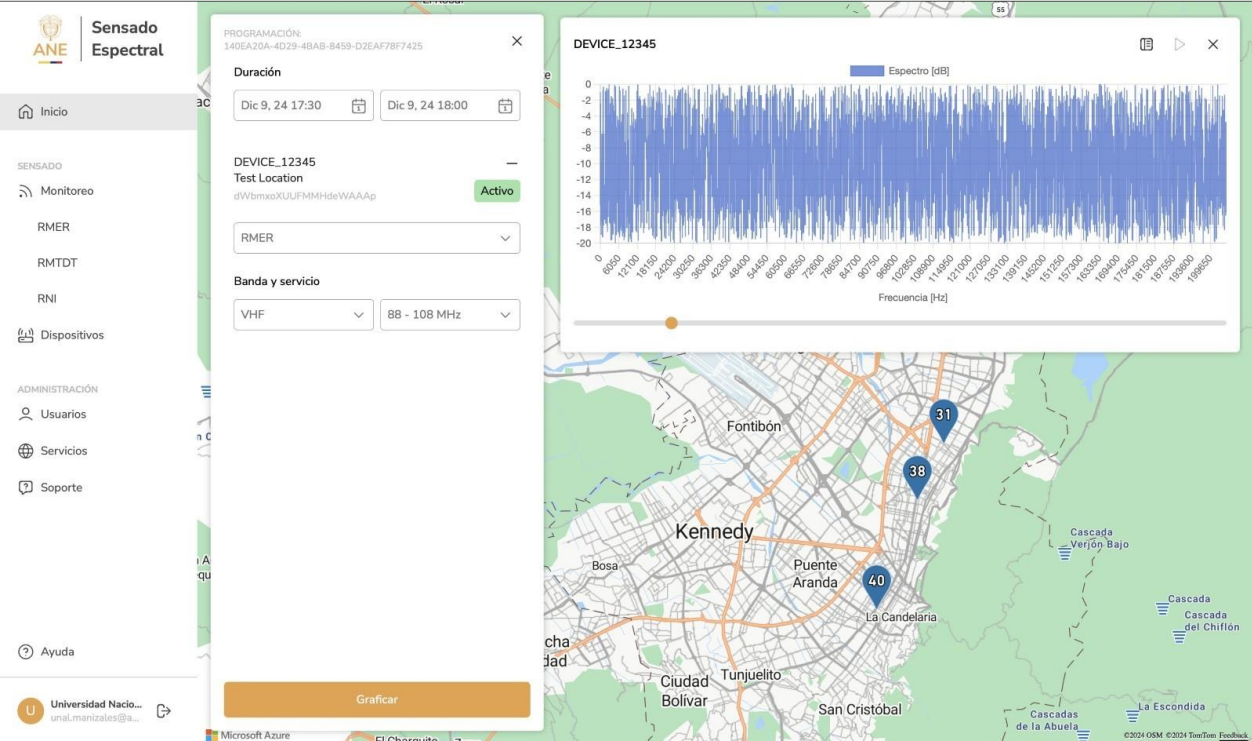 ANE
Sensado
Espectral
Inicio
SENSADO
Monitoreo
RMER
RMTDT
RNI
Dispositivos
ADMINISTRACIÓN
Usuarios
Servicios
Soporte
Ayuda
U
Universidad Nacio...
unal.manizales@a...
PROGRAMACIÓN:
140EA20A-4D29-4BAB-8459-D2EAF78F7425
Duración
Dic 9, 24 17:30
Dic 9, 24 18:00
DEVICE_12345
Test Location
dWbmxoXUUFMMHdeWAAAp
Activo
RMER
Banda y servicio
VHF
88 - 108 MHz
Graficar
DEVICE_12345
Espectro [dB]
0
-2
-4
-6
-8
-10
-12
-14
-16
-18
-20
0 6050 12100 18150 24200 30250 36300 42350 48400 54450 60500 66550 72600 78650 84700 90750 96800 102850 108900 114950 121000 127050 133100 139150 145200 151250 157300 163350 169400 175450 181500 187550 193600 199650
Frecuencia [Hz]
55
Fontibón
31
38
Kennedy
Bosa
Puente
Aranda
40
La Candelaria
Cascada
Verjón Bajo
Cascada
Cascada
del Chiflón
Ciudad
Bolívar
Tunjuelito
San Cristóbal
Cascadas
de la Abuela
La Escondida
Microsoft Azure
El Charquito
©2024 OSM ©2024 TomTom Feedback